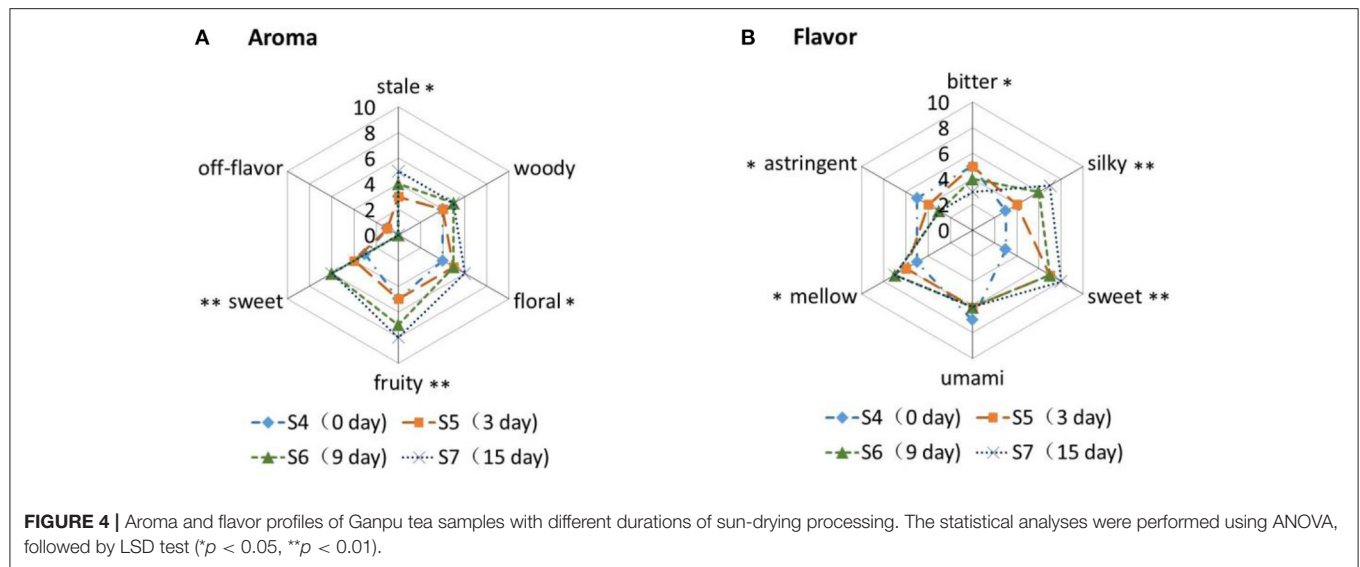 A Aroma
stale *
10
8
6
4
2
0
off-flavor
woody
** sweet
floral *
fruity **
S4（0 day) S5（3 day)
S6（9 day) S7（15 day)
B Flavor
bitter *
10
8
6
4
2
0
* astringent
silky **
* mellow
sweet **
umami
S4（0 day) S5（3 day)
S6（9 day) S7（15 day)
FIGURE 4 | Aroma and flavor profiles of Ganpu tea samples with different durations of sun-drying processing. The statistical analyses were performed using ANOVA,
followed by LSD test (*p < 0.05, **p < 0.01).